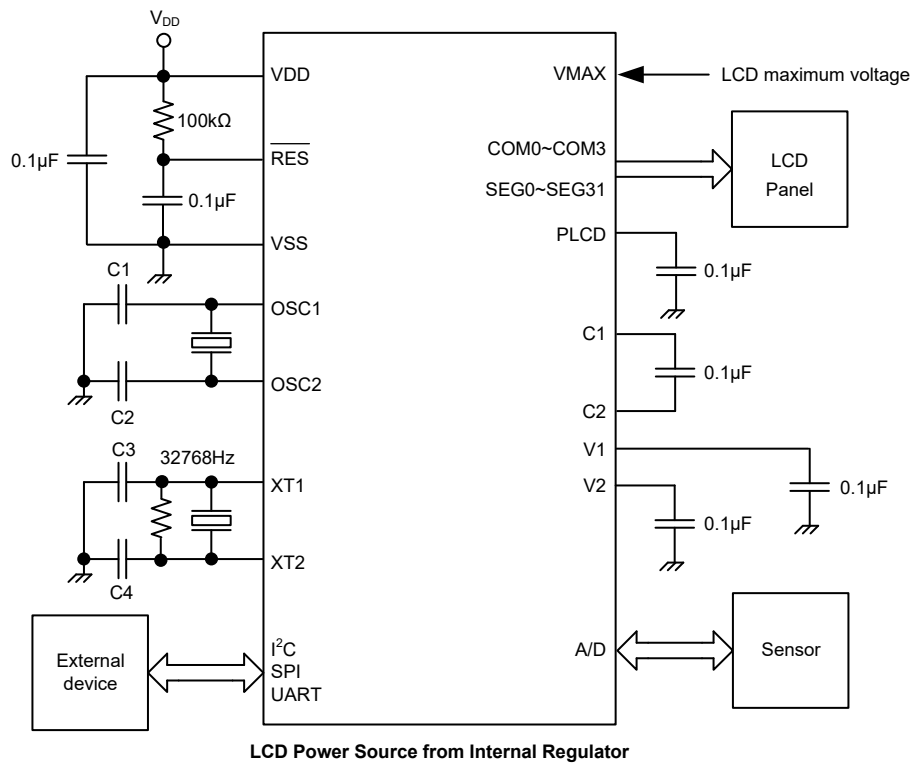 VDD
VDD
100kΩ
0.1µF
RES
0.1µF
VSS
C1
OSC1
OSC2
C2
C3
32768Hz
XT1
XT2
C4
External
device
I²C
SPI
UART
VMAX
LCD maximum voltage
COM0~COM3
SEG0~SEG31
LCD
Panel
PLCD
0.1µF
C1
0.1µF
C2
V1
0.1µF
V2
0.1µF
A/D
Sensor
LCD Power Source from Internal Regulator